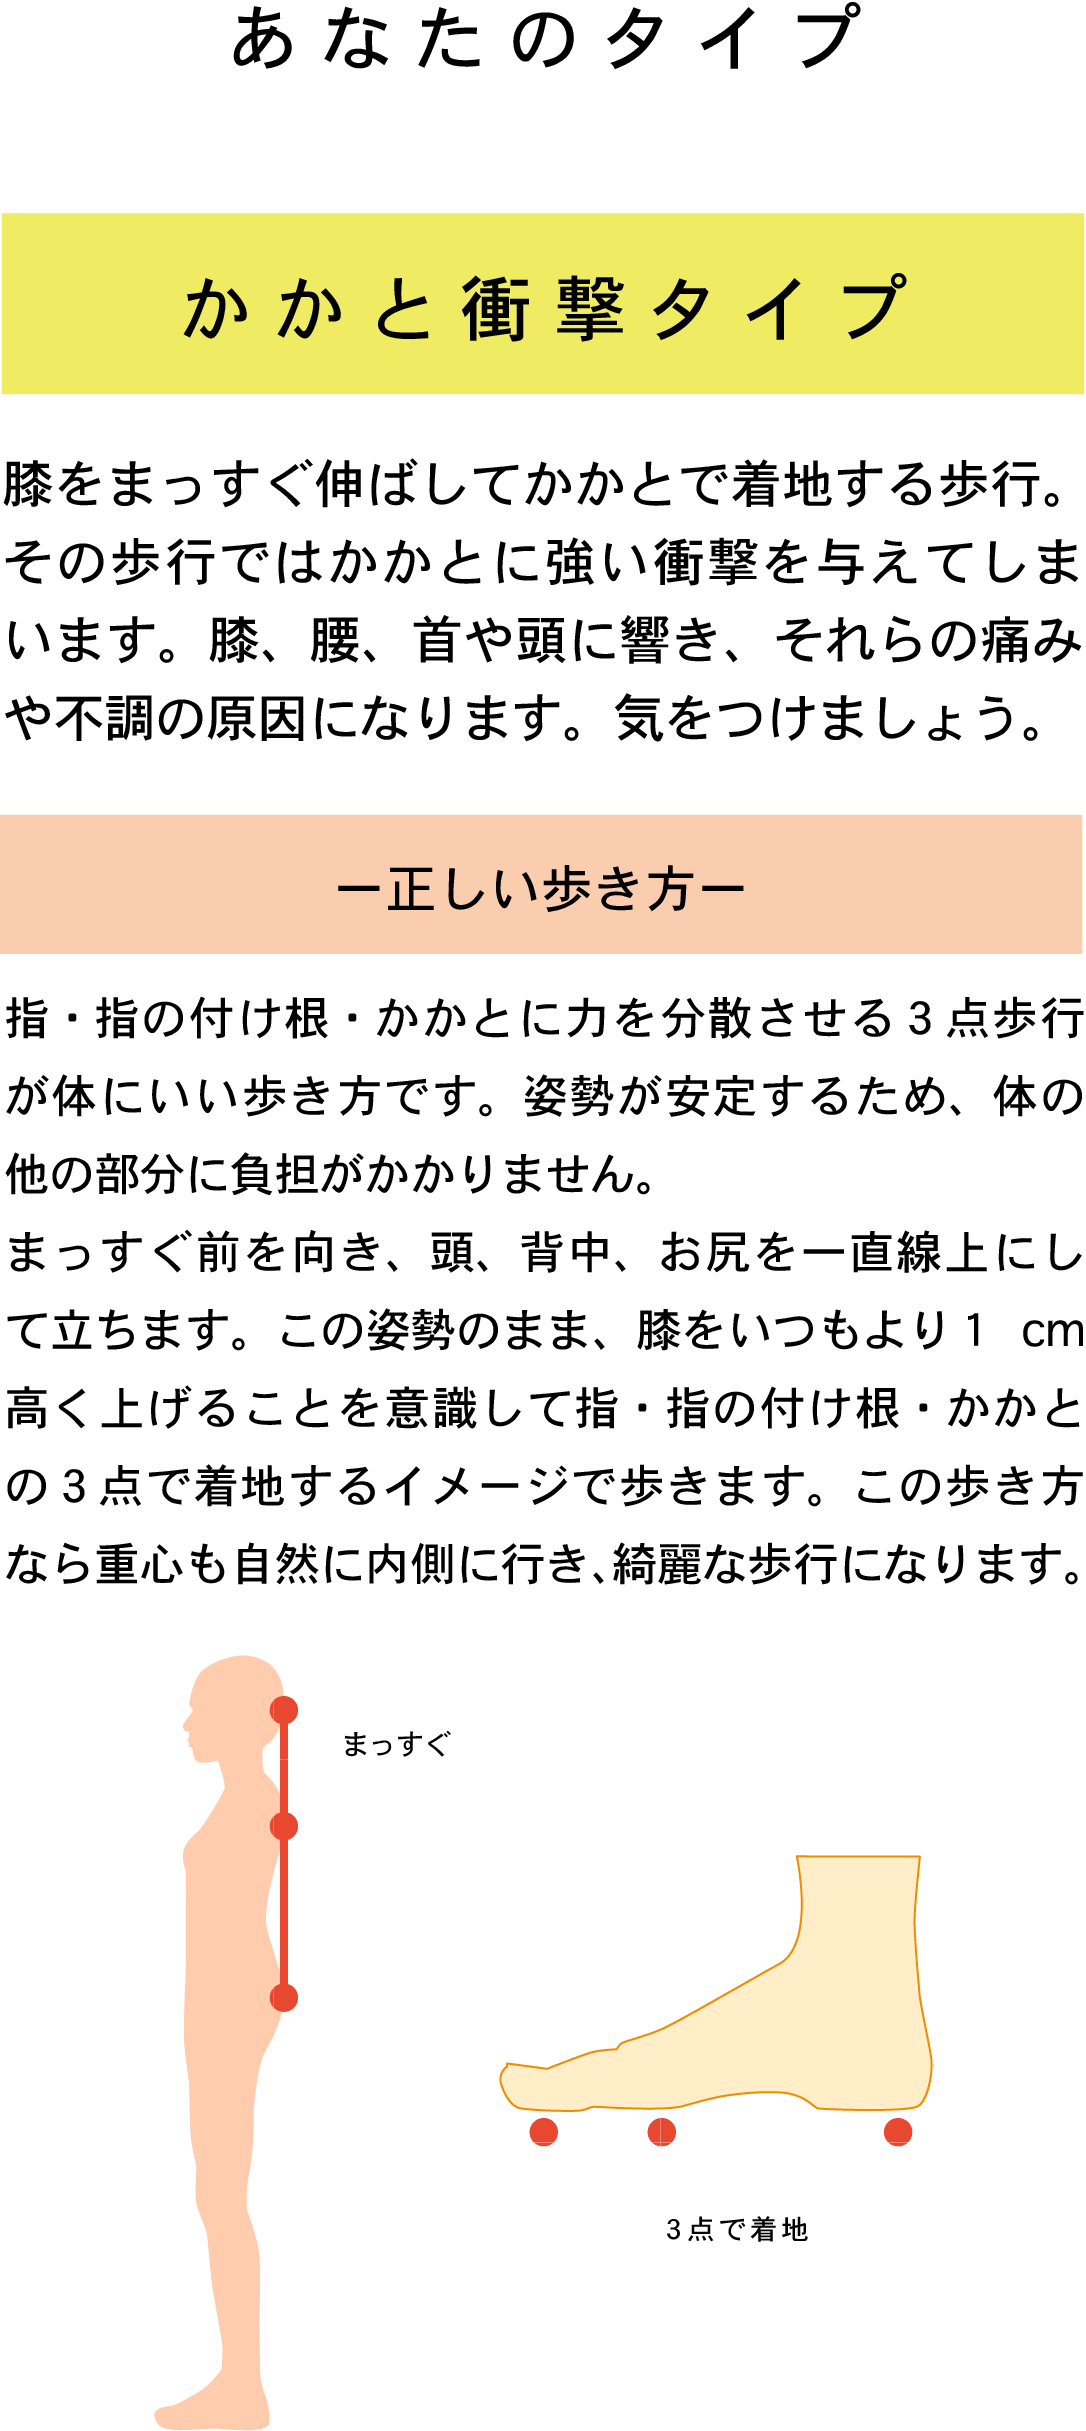 あなたのタイプ
かかと衝撃タイプ
膝をまっすぐ伸ばしてかかとで着地する歩行。
その歩行ではかかとに強い衝撃を与えてしま
います。膝、腰、首や頭に響き、それらの痛み
や不調の原因になります。気をつけましょう。
ー正しい歩き方ー
指・指の付け根・かかとに力を分散させる3点歩行
が体にいい歩き方です。姿勢が安定するため、体の
他の部分に負担がかかりません。
まっすぐ前を向き、頭、背中、お尻を一直線上にし
て立ちます。この姿勢のまま、膝をいつもより1 cm
高く上げることを意識して指・指の付け根・かかと
の3点で着地するイメージで歩きます。この歩き方
なら重心も自然に内側に行き、綺麗な歩行になります。
まっすぐ
3点で着地